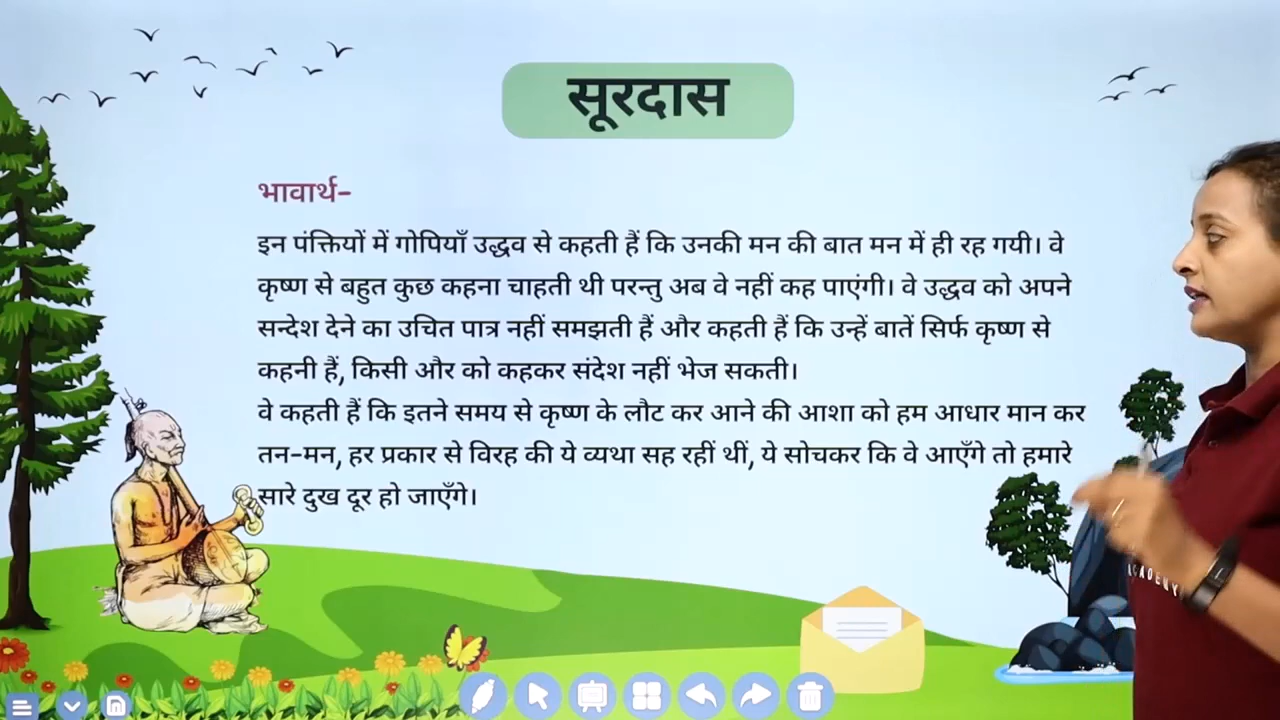 सूरदास
भावार्थ-
इन पंक्तियों में गोपियाँ उद्धव से कहती हैं कि उनकी मन की बात मन में ही रह गयी। वे
कृष्ण से बहुत कुछ कहना चाहती थी परन्तु अब वे नहीं कह पाएंगी। वे उद्धव को अपने
सन्देश देने का उचित पात्र नहीं समझती हैं और कहती हैं कि उन्हें बातें सिर्फ कृष्ण से
कहनी हैं, किसी और को कहकर संदेश नहीं भेज सकती।
वे कहती हैं कि इतने समय से कृष्ण के लौट कर आने की आशा को हम आधार मान कर
तन-मन, हर प्रकार से विरह की ये व्यथा सह रहीं थीं, ये सोचकर कि वे आएँगे तो हमारे
सारे दुख दूर हो जाएँगे।